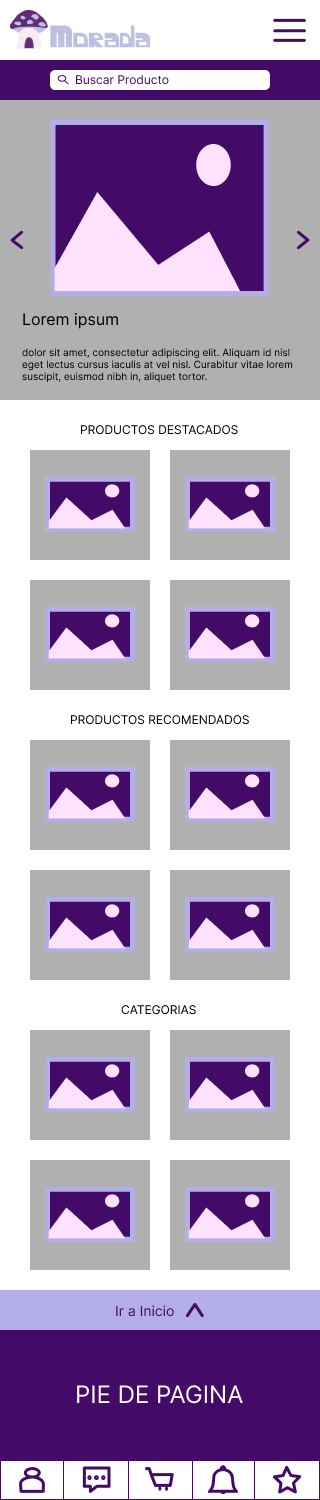 Morada
Buscar Producto
Lorem ipsum
dolor sit amet, consectetur adipiscing elit. Aliquam id nisl
eget lectus cursus iaculis at vel nisl. Curabitur vitae lorem
suscipit, euismod nibh in, aliquet tortor.
PRODUCTOS DESTACADOS
PRODUCTOS RECOMENDADOS
CATEGORIAS
Ir a Inicio
PIE DE PAGINA